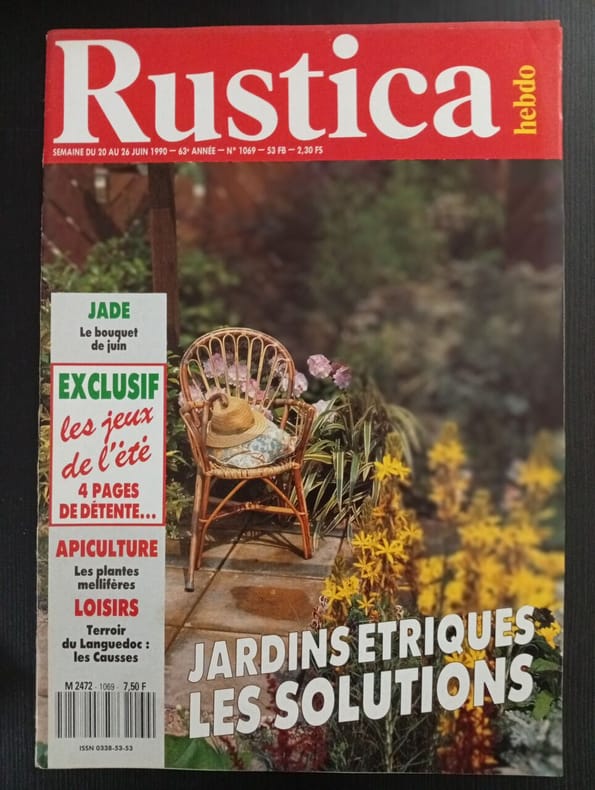 Rustica
hebdo
SEMAINE DU 20 AU 26 JUIN 1990 — 63e ANNÉE — N° 1069 — 53 FB — 2,30 FS
JADE
Le bouquet
de juin
EXCLUSIF
les jeux
de l'été
4 PAGES
DE DÉTENTE...
APICULTURE
Les plantes
mellifères
LOISIRS
Terroir
du Languedoc :
les Causses
M 2472 - 1069 - 7,50 F
ISSN 0338-53-53
JARDINS ETRIQUES
LES SOLUTIONS